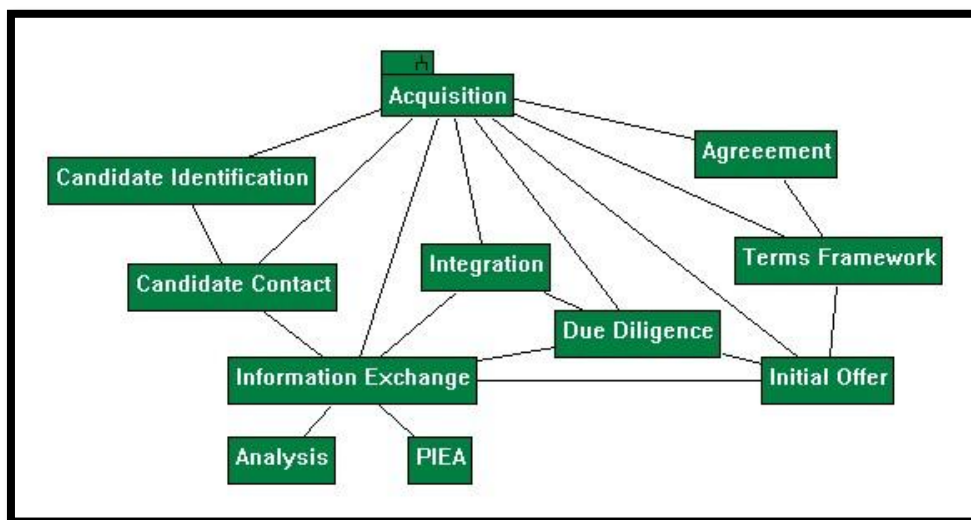 Acquisition
Agreeement
Candidate Identification
Terms Framework
Integration
Candidate Contact
Due Diligence
Information Exchange
Initial Offer
Analysis
PIEA